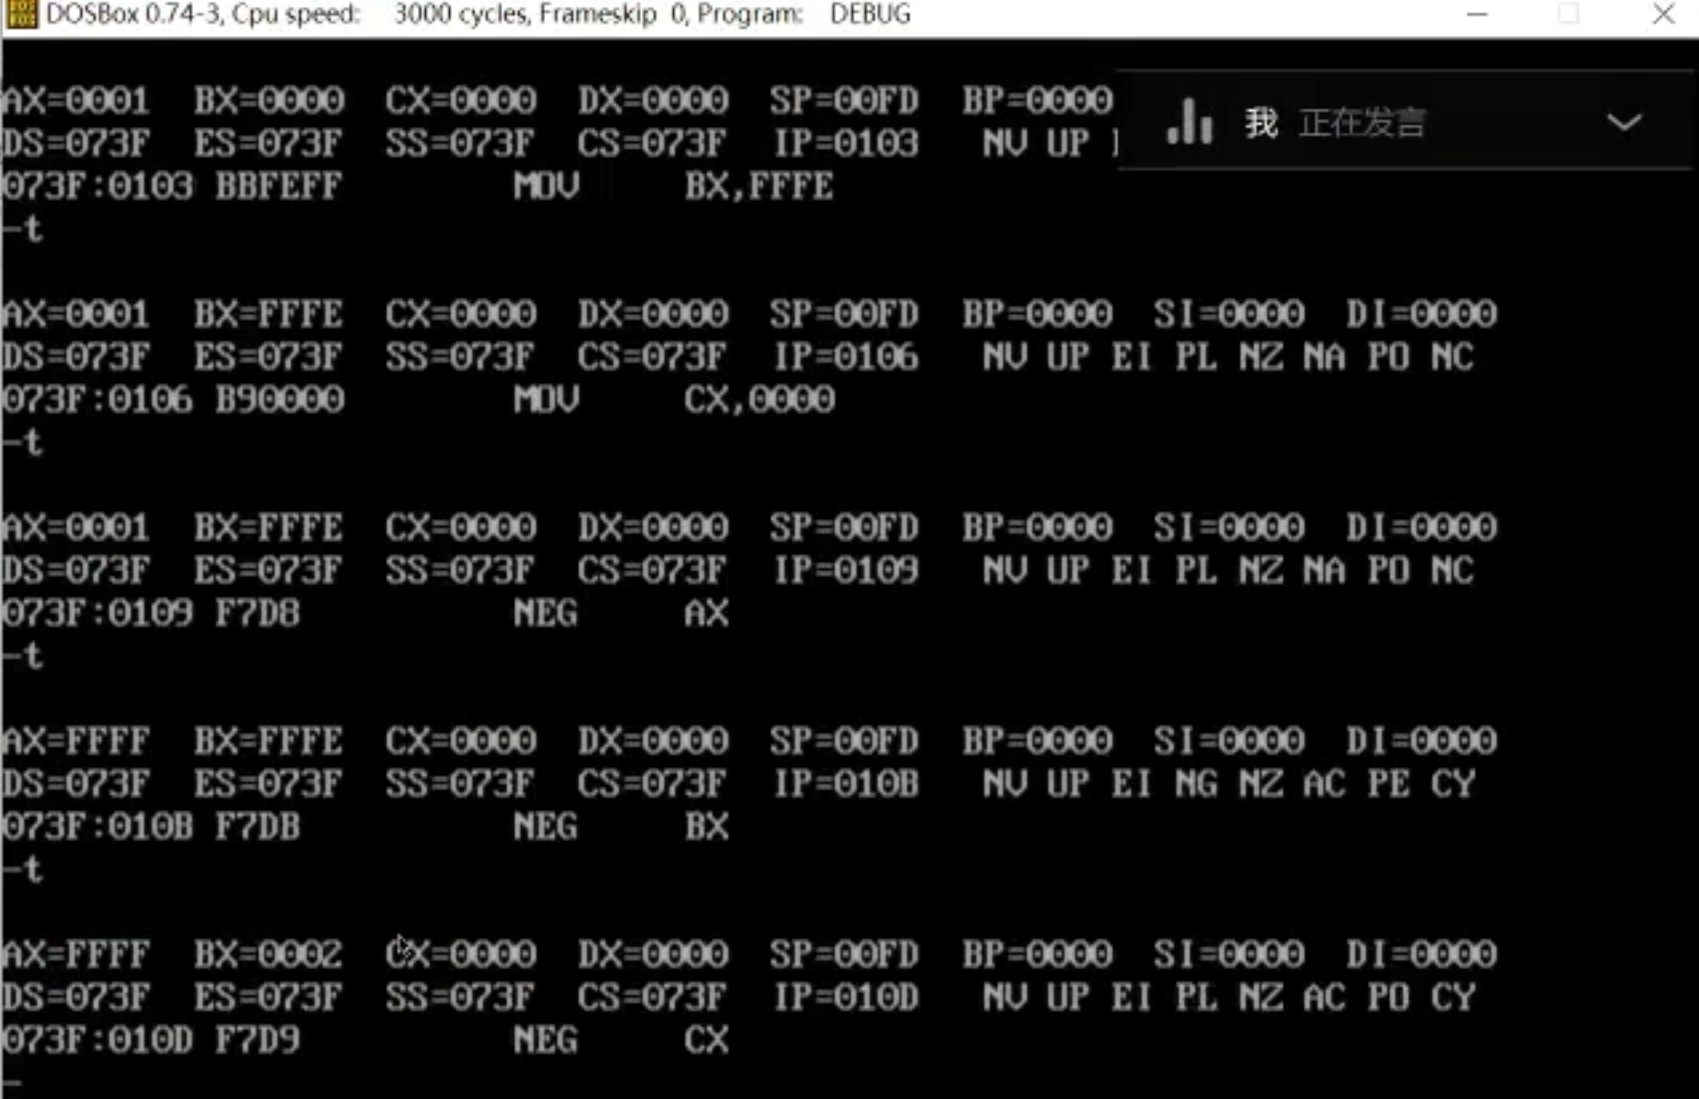 DOSBox 0.74-3, Cpu speed: 3000 cycles, Frameskip 0, Program: DEBUG
AX=0001 BX=0000 CX=0000 DX=0000 SP=00FD BP=0000
我 正在发言
DS=073F ES=073F SS=073F CS=073F IP=0103 NV UP
073F:0103 BBFEFF MOV BX,FFFE
-t
AX=0001 BX=FFFE CX=0000 DX=0000 SP=00FD BP=0000 SI=0000 DI=0000
DS=073F ES=073F SS=073F CS=073F IP=0106 NV UP EI PL NZ NA PO NC
073F:0106 B90000 MOV CX,0000
-t
AX=0001 BX=FFFE CX=0000 DX=0000 SP=00FD BP=0000 SI=0000 DI=0000
DS=073F ES=073F SS=073F CS=073F IP=0109 NV UP EI PL NZ NA PO NC
073F:0109 F7D8 NEG AX
-t
AX=FFFF BX=FFFE CX=0000 DX=0000 SP=00FD BP=0000 SI=0000 DI=0000
DS=073F ES=073F SS=073F CS=073F IP=010B NV UP EI NG NZ AC PE CY
073F:010B F7DB NEG BX
-t
AX=FFFF BX=0002 CX=0000 DX=0000 SP=00FD BP=0000 SI=0000 DI=0000
DS=073F ES=073F SS=073F CS=073F IP=010D NV UP EI PL NZ AC PO CY
073F:010D F7D9 NEG CX
-